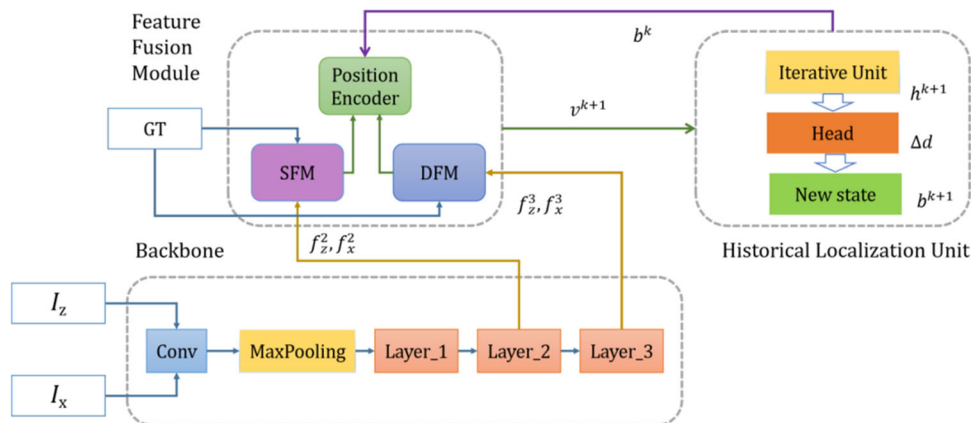 Feature
Fusion
Module
b^k
Position
Encoder
Iterative Unit
h^{k+1}
v^{k+1}
GT
Head
Δd
SFM
DFM
New state
b^{k+1}
f_z^3, f_x^3
f_z^2, f_x^2
Backbone
Historical Localization Unit
I_z
Conv
MaxPooling
Layer_1
Layer_2
Layer_3
I_x